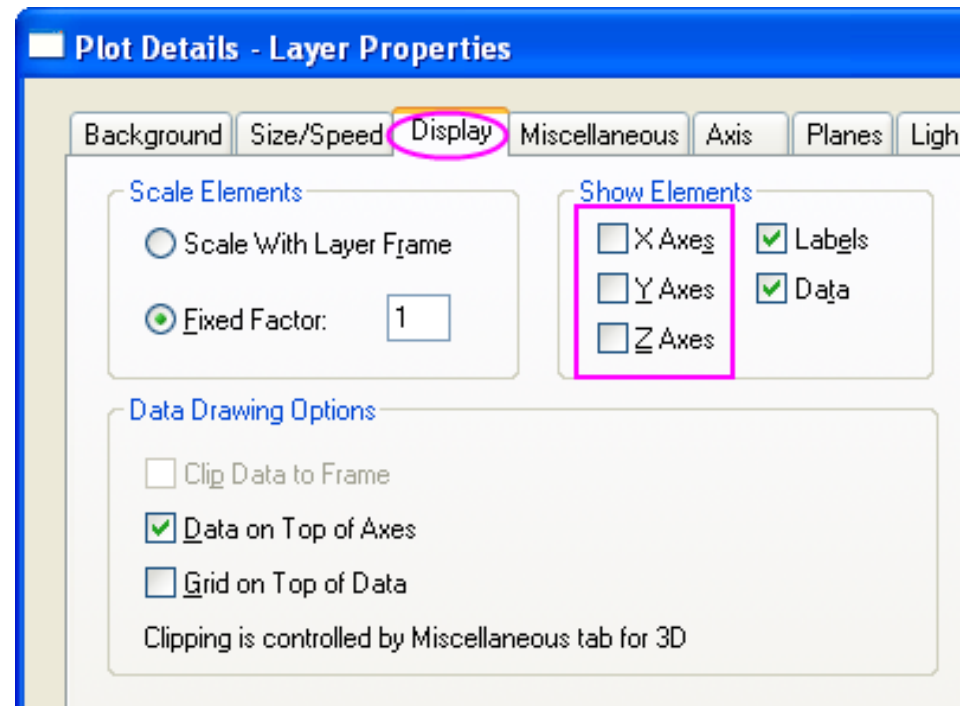 Plot Details - Layer Properties
Background Size/Speed Display Miscellaneous Axis Planes Ligh
Scale Elements
Scale With Layer Frame
Fixed Factor: 1
Show Elements
X Axes Labels
Y Axes Data
Z Axes
Data Drawing Options
Clip Data to Frame
Data on Top of Axes
Grid on Top of Data
Clipping is controlled by Miscellaneous tab for 3D